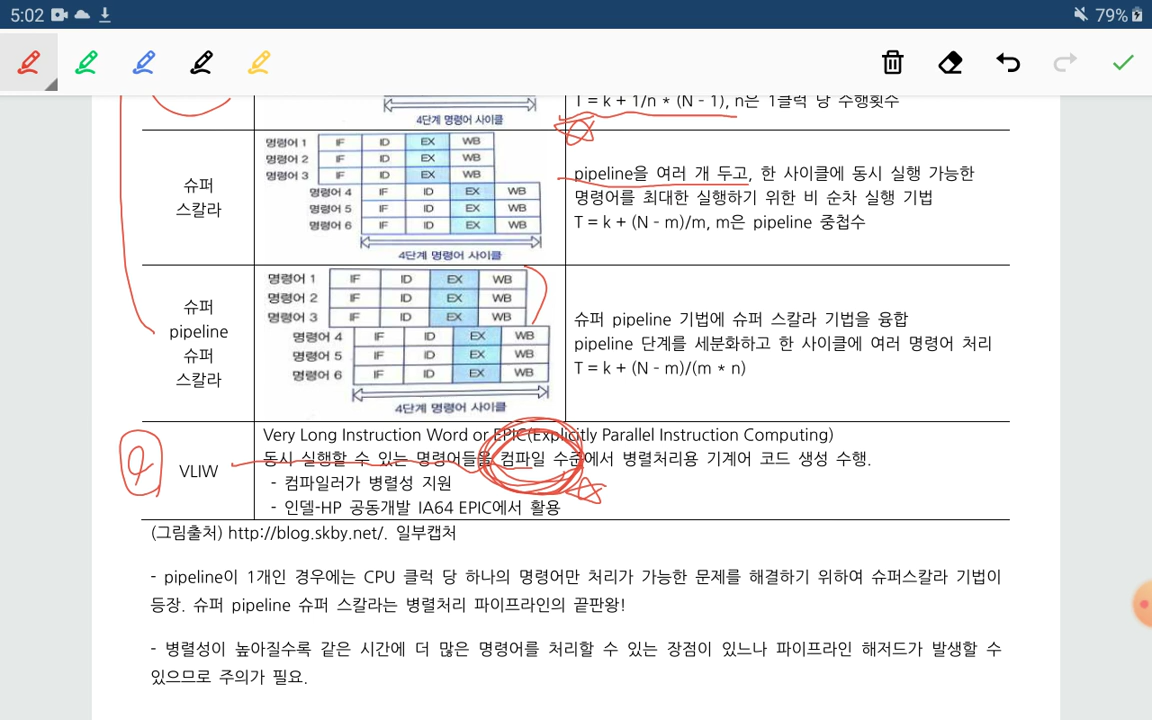 5:02
79%
T = k + 1/n * (N - 1), n은 1클럭 당 수행횟수
4단계 명령어 사이클
슈퍼
스칼라
명령어 1 IF ID EX WB
명령어 2 IF ID EX WB
명령어 3 IF ID EX WB
명령어 4 IF ID EX WB
명령어 5 IF ID EX WB
명령어 6 IF ID EX WB
4단계 명령어 사이클
pipeline을 여러 개 두고, 한 사이클에 동시 실행 가능한
명령어를 최대한 실행하기 위한 비 순차 실행 기법
T = k + (N - m)/m, m은 pipeline 중첩수
슈퍼
pipeline
슈퍼
스칼라
명령어 1 IF ID EX WB
명령어 2 IF ID EX WB
명령어 3 IF ID EX WB
명령어 4 IF ID EX WB
명령어 5 IF ID EX WB
명령어 6 IF ID EX WB
4단계 명령어 사이클
슈퍼 pipeline 기법에 슈퍼 스칼라 기법을 융합
pipeline 단계를 세분화하고 한 사이클에 여러 명령어 처리
T = k + (N - m)/(m * n)
VLIW
Very Long Instruction Word or EPIC(Explicitly Parallel Instruction Computing)
동시 실행할 수 있는 명령어들을 컴파일 수준에서 병렬처리용 기계어 코드 생성 수행.
- 컴파일러가 병렬성 지원
- 인델-HP 공동개발 IA64 EPIC에서 활용
(그림출처) http://blog.skby.net/. 일부캡처
- pipeline이 1개인 경우에는 CPU 클럭 당 하나의 명령어만 처리가 가능한 문제를 해결하기 위하여 슈퍼스칼라 기법이
등장. 슈퍼 pipeline 슈퍼 스칼라는 병렬처리 파이프라인의 끝판왕!
- 병렬성이 높아질수록 같은 시간에 더 많은 명령어를 처리할 수 있는 장점이 있느나 파이프라인 해저드가 발생할 수
있으므로 주의가 필요.